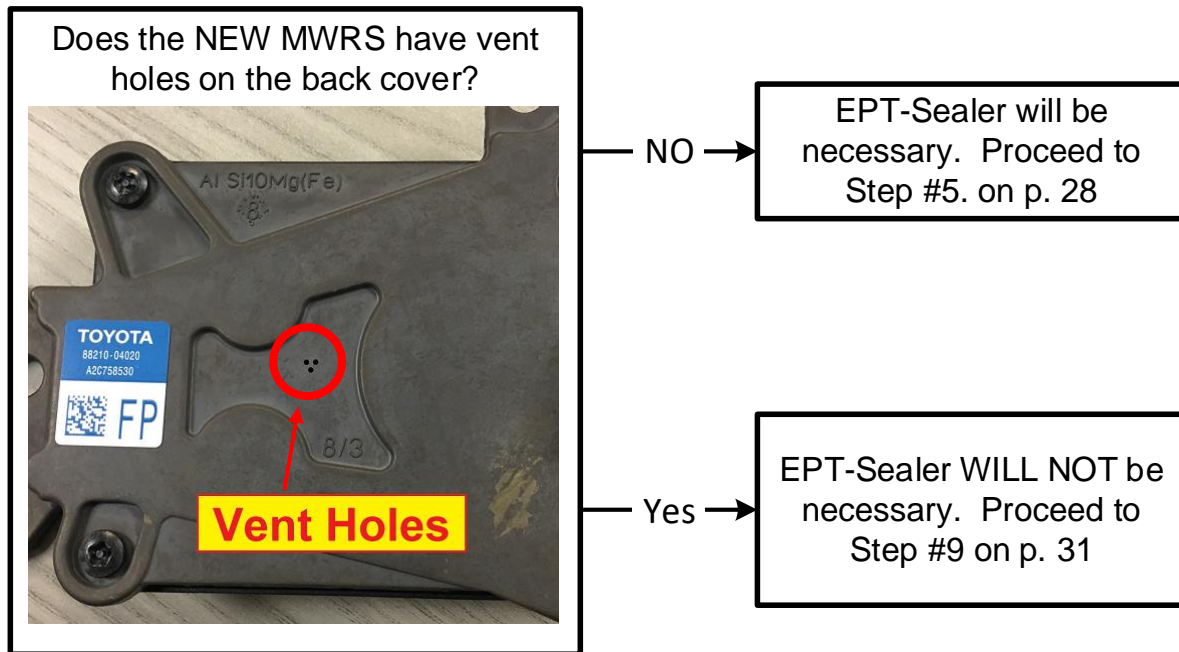 Does the NEW MWRS have vent
holes on the back cover?
Al Si10Mg(Fe)
8
TOYOTA
88210-04020
A2C758530
FP
8/3
Vent Holes
NO
EPT-Sealer will be
necessary. Proceed to
Step #5. on p. 28
Yes
EPT-Sealer WILL NOT be
necessary. Proceed to
Step #9 on p. 31